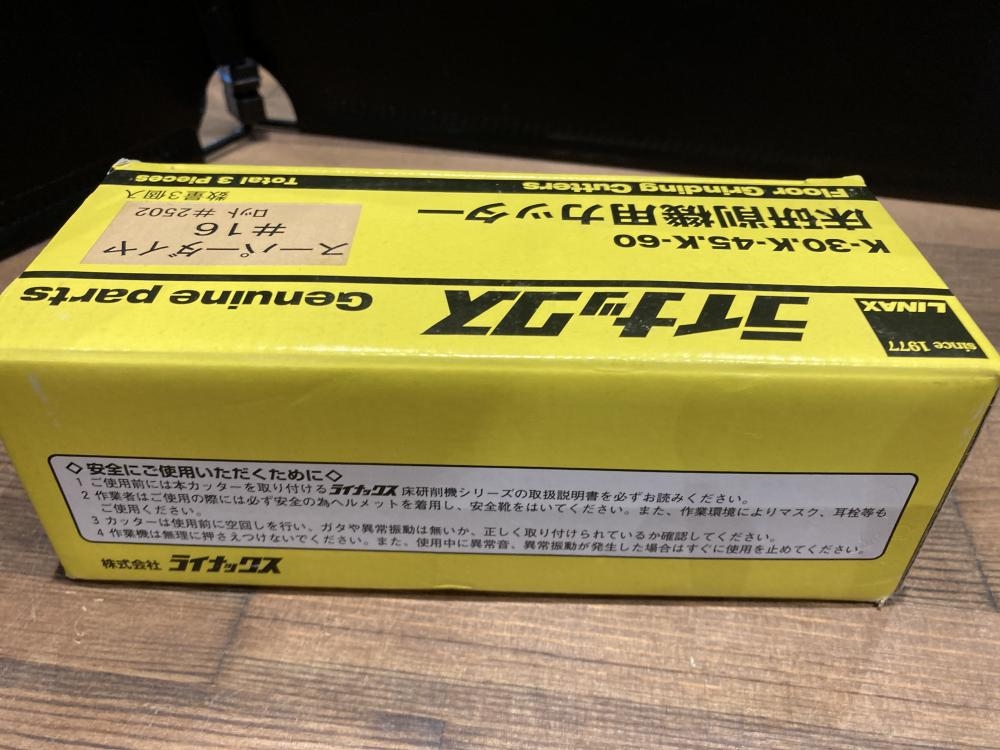 since 1977
LINAX
ライナックス
Genuine parts
K-30.K-45.K-60
床研削機用カッター
スーパーダイヤ
#16
ロット #2502
数量3個入
Floor Grinding Cutters
Total 3 Pieces
◇安全にご使用いただくために◇
1 ご使用前には本カッターを取り付けるライナックス床研削機シリーズの取扱説明書を必ずお読みください。
2 作業者はご使用の際には必ず安全の為ヘルメットを着用し、安全靴をはいてください。また、作業環境によりマスク、耳栓等も
ご使用ください。
3 カッターは使用前に空回しを行い、ガタや異常振動は無いか、正しく取り付けられているか確認してください。
4 作業機は無理に押さえつけないでください。また、使用中に異常音、異常振動が発生した場合はすぐに使用を止めてください。
株式会社 ライナックス